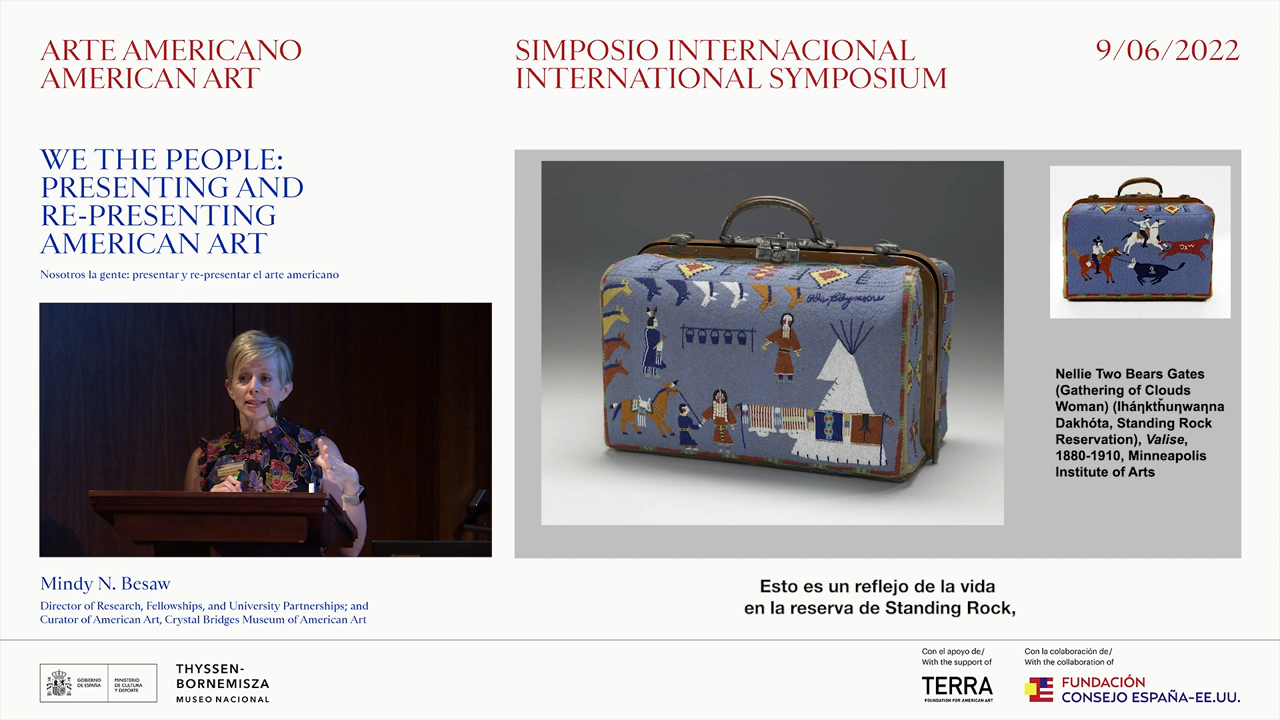 ARTE AMERICANO
AMERICAN ART
SIMPOSIO INTERNACIONAL
INTERNATIONAL SYMPOSIUM
9/06/2022
WE THE PEOPLE:
PRESENTING AND
RE-PRESENTING
AMERICAN ART
Nosotros la gente: presentar y re-presentar el arte americano
Nellie Two Bears Gates
(Gathering of Clouds
Woman) (Iháŋktȟuŋwaŋna
Dakhóta, Standing Rock
Reservation), Valise,
1880-1910, Minneapolis
Institute of Arts
Mindy N. Besaw
Director of Research, Fellowships, and University Partnerships; and
Curator of American Art, Crystal Bridges Museum of American Art
Esto es un reflejo de la vida
en la reserva de Standing Rock,
GOBIERNO
DE ESPAÑA
MINISTERIO
DE CULTURA
Y DEPORTE
THYSSEN-
BORNEMISZA
MUSEO NACIONAL
Con el apoyo de/
With the support of
TERRA
FOUNDATION FOR AMERICAN ART
Con la colaboración de/
With the collaboration of
FUNDACIÓN
CONSEJO ESPAÑA-EE.UU.